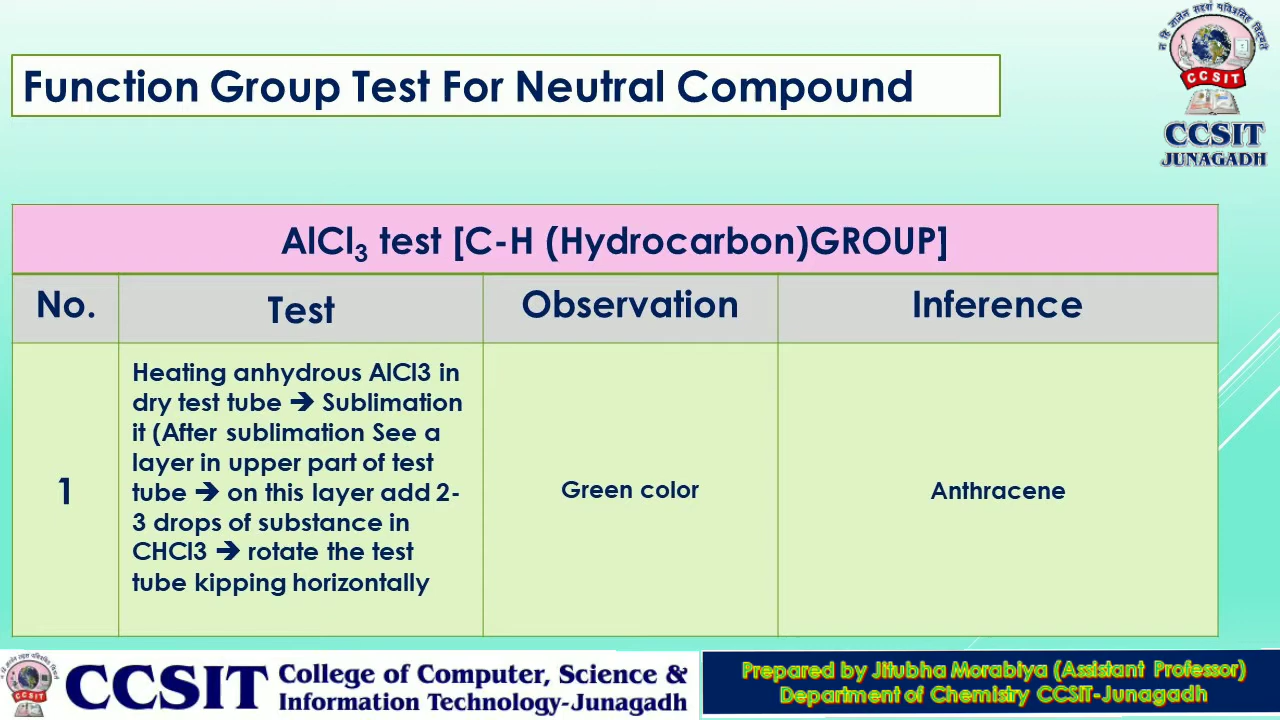 Function Group Test For Neutral Compound
CCSIT
CCSIT
JUNAGADH
AlCl₃ test [C-H (Hydrocarbon)GROUP]
No.
Test
Observation
Inference
1
Heating anhydrous AlCl3 in
dry test tube ➔ Sublimation
it (After sublimation See a
layer in upper part of test
tube ➔ on this layer add 2-
3 drops of substance in
CHCl3 ➔ rotate the test
tube kipping horizontally
Green color
Anthracene
CCSIT
College of Computer, Science &
Information Technology-Junagadh
Prepared by Jitubha Morabiya (Assistant Professor)
Department of Chemistry CCSIT-Junagadh